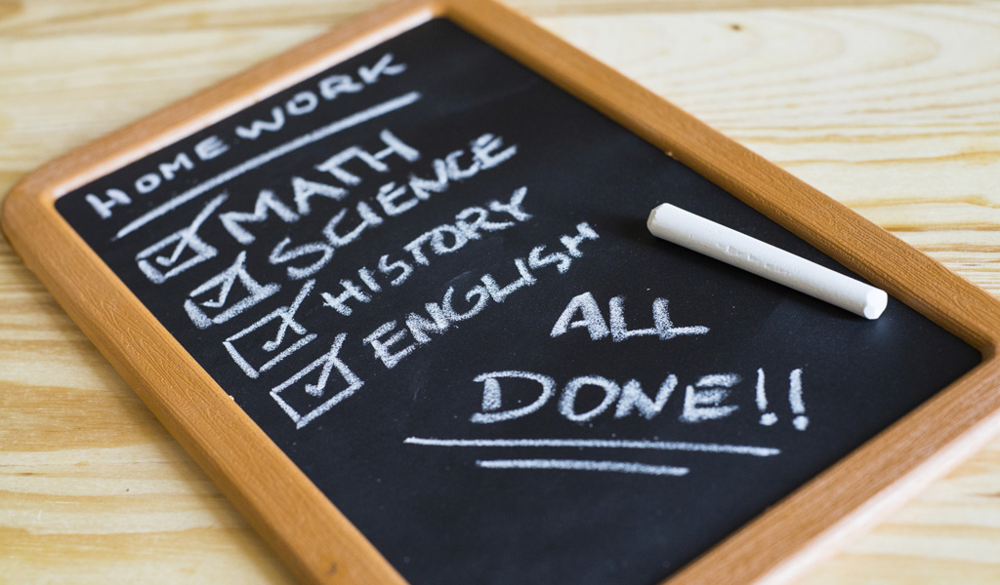 HOMEWORK
MATH
SCIENCE
HISTORY
ENGLISH
ALL
DONE!!